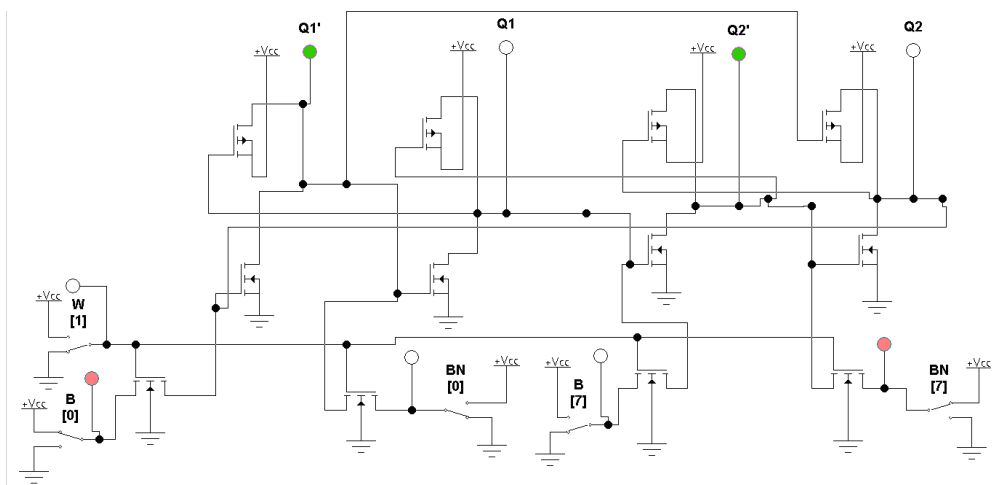 Q1'
Q1
Q2'
Q2
+Vcc
+Vcc
+Vcc
+Vcc
+Vcc
W
[1]
+Vcc
B
[0]
BN
[0]
+Vcc
+Vcc
B
[7]
BN
[7]
+Vcc